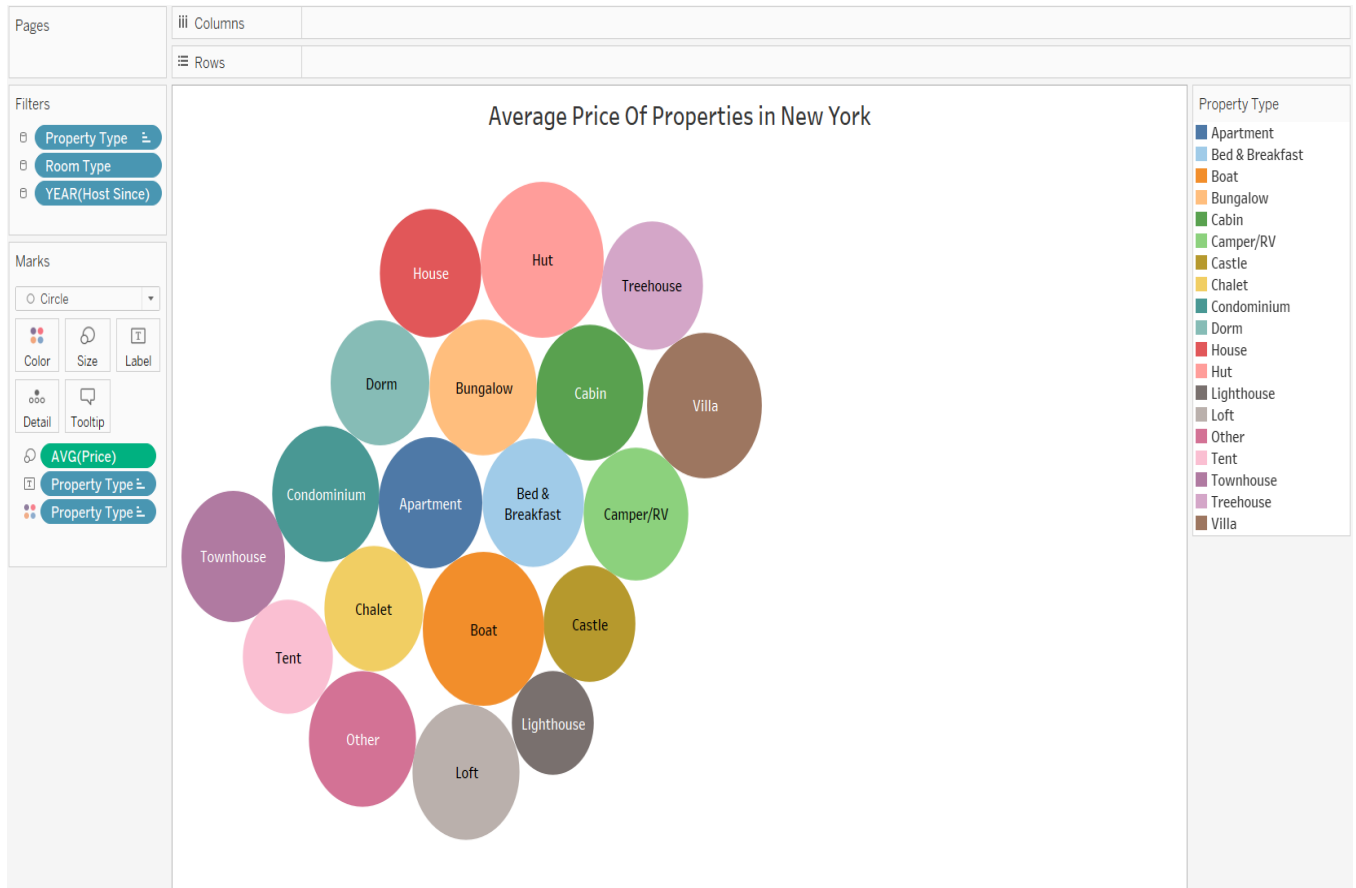 Pages
Columns
Rows
Filters
Property Type
Room Type
YEAR(Host Since)
Marks
Circle
Color
Size
Label
Detail
Tooltip
AVG(Price)
Property Type
Property Type
Average Price Of Properties in New York
Hut
House
Treehouse
Dorm
Bungalow
Cabin
Villa
Condominium
Apartment
Bed &
Breakfast
Camper/RV
Townhouse
Chalet
Boat
Castle
Tent
Lighthouse
Other
Loft
Property Type
Apartment
Bed & Breakfast
Boat
Bungalow
Cabin
Camper/RV
Castle
Chalet
Condominium
Dorm
House
Hut
Lighthouse
Loft
Other
Tent
Townhouse
Treehouse
Villa